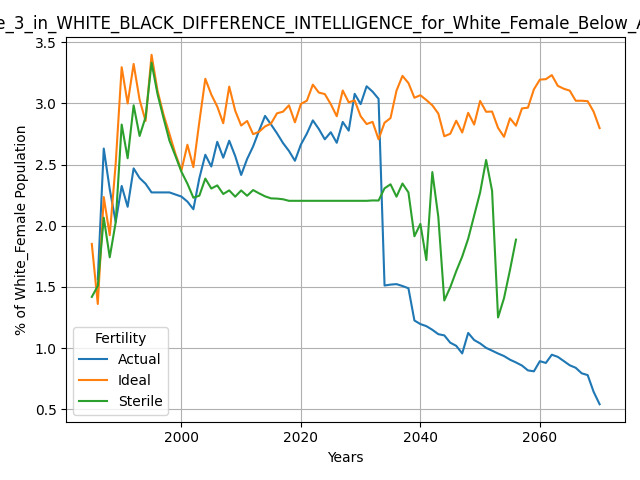 e_3_in_WHITE_BLACK_DIFFERENCE_INTELLIGENCE_for_White_Female_Below_A
3.5
3.0
2.5
2.0
1.5
1.0
0.5
% of White_Female Population
Fertility
Actual
Ideal
Sterile
2000
2020
2040
2060
Years